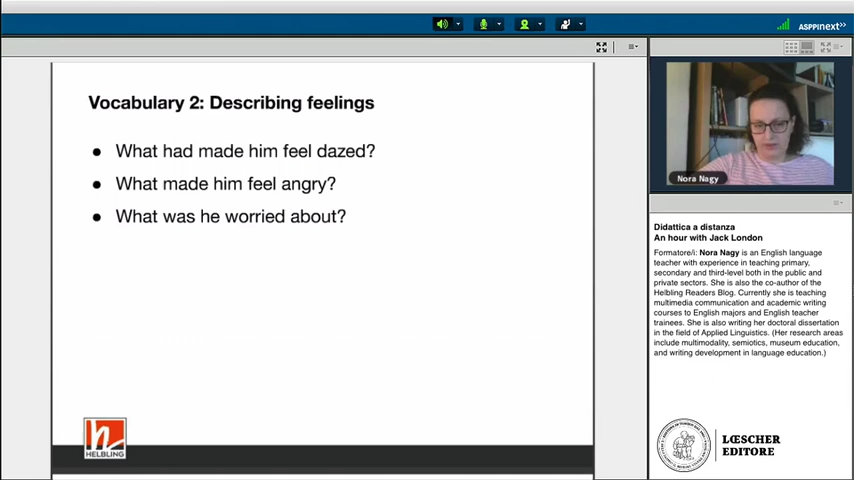 ASPPInext»
Vocabulary 2: Describing feelings
● What had made him feel dazed?
● What made him feel angry?
● What was he worried about?
h
HELBLING
Nora Nagy
Didattica a distanza
An hour with Jack London
Formatore/i: Nora Nagy is an English language
teacher with experience in teaching primary,
secondary and third-level both in the public and
private sectors. She is also the co-author of the
Helbling Readers Blog. Currently she is teaching
multimedia communication and academic writing
courses to English majors and English teacher
trainees. She is also writing her doctoral dissertation
in the field of Applied Linguistics. (Her research areas
include multimodality, semiotics, museum education,
and writing development in language education.)
LŒSCHER
EDITORE